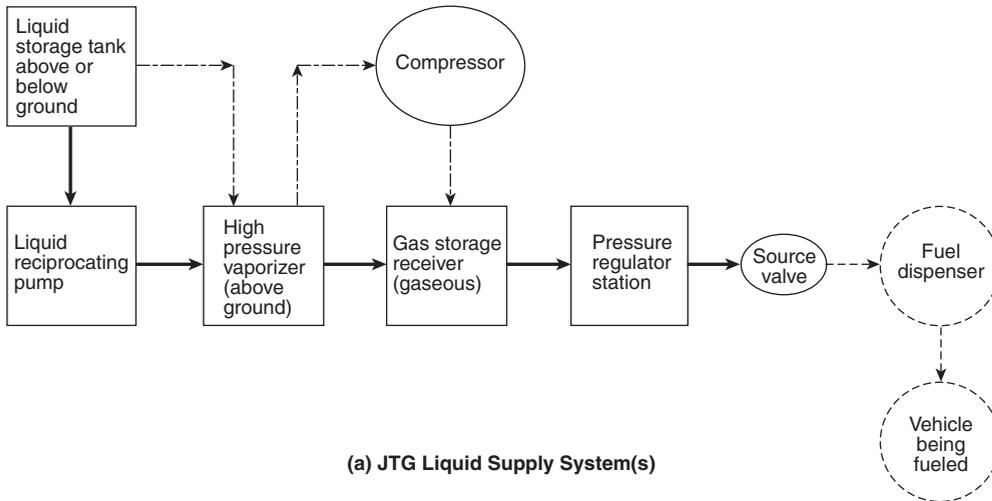 Liquid
storage tank
above or
below
ground
Compressor
Liquid
reciprocating
pump
High
pressure
vaporizer
(above
ground)
Gas storage
receiver
(gaseous)
Pressure
regulator
station
Source
valve
Fuel
dispenser
Vehicle
being
fueled
(a) JTG Liquid Supply System(s)